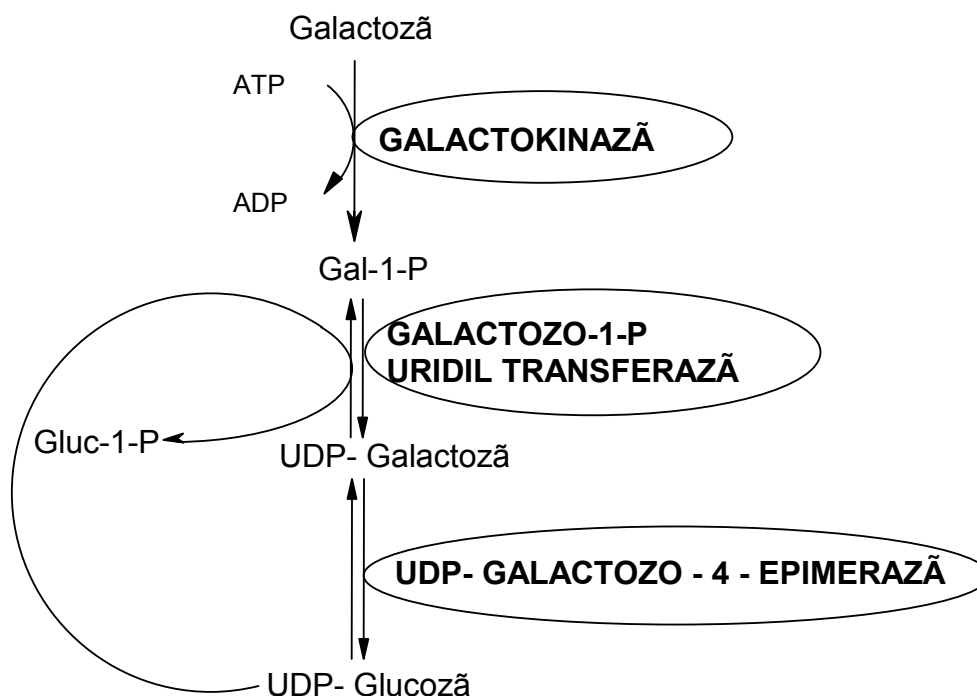 Galactozã
ATP
GALACTOKINAZÃ
ADP
Gal-1-P
GALACTOZO-1-P
URIDIL TRANSFERAZÃ
Gluc-1-P
UDP- Galactozã
UDP- GALACTOZO - 4 - EPIMERAZÃ
UDP- Glucozã